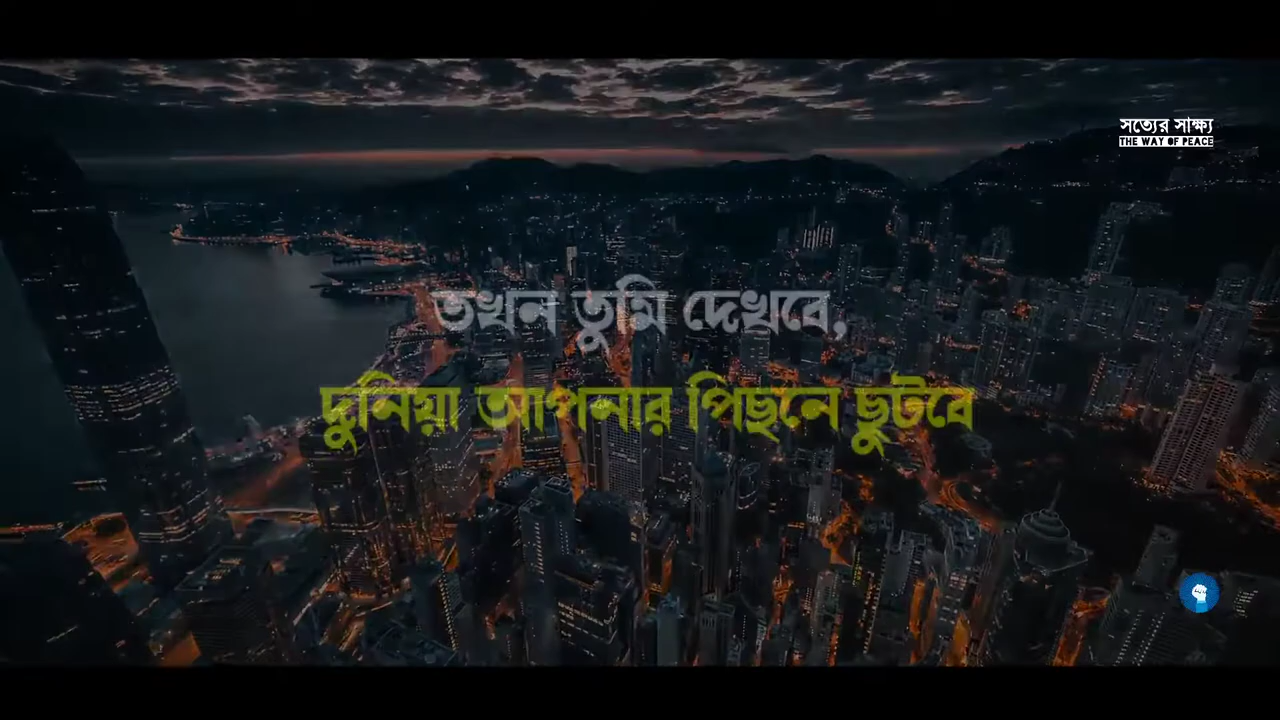 সত্যের সাক্ষ্য
THE WAY OF PEACE
তখন তুমি দেখবে,
দুনিয়া আপনার পিছনে ছুটবে